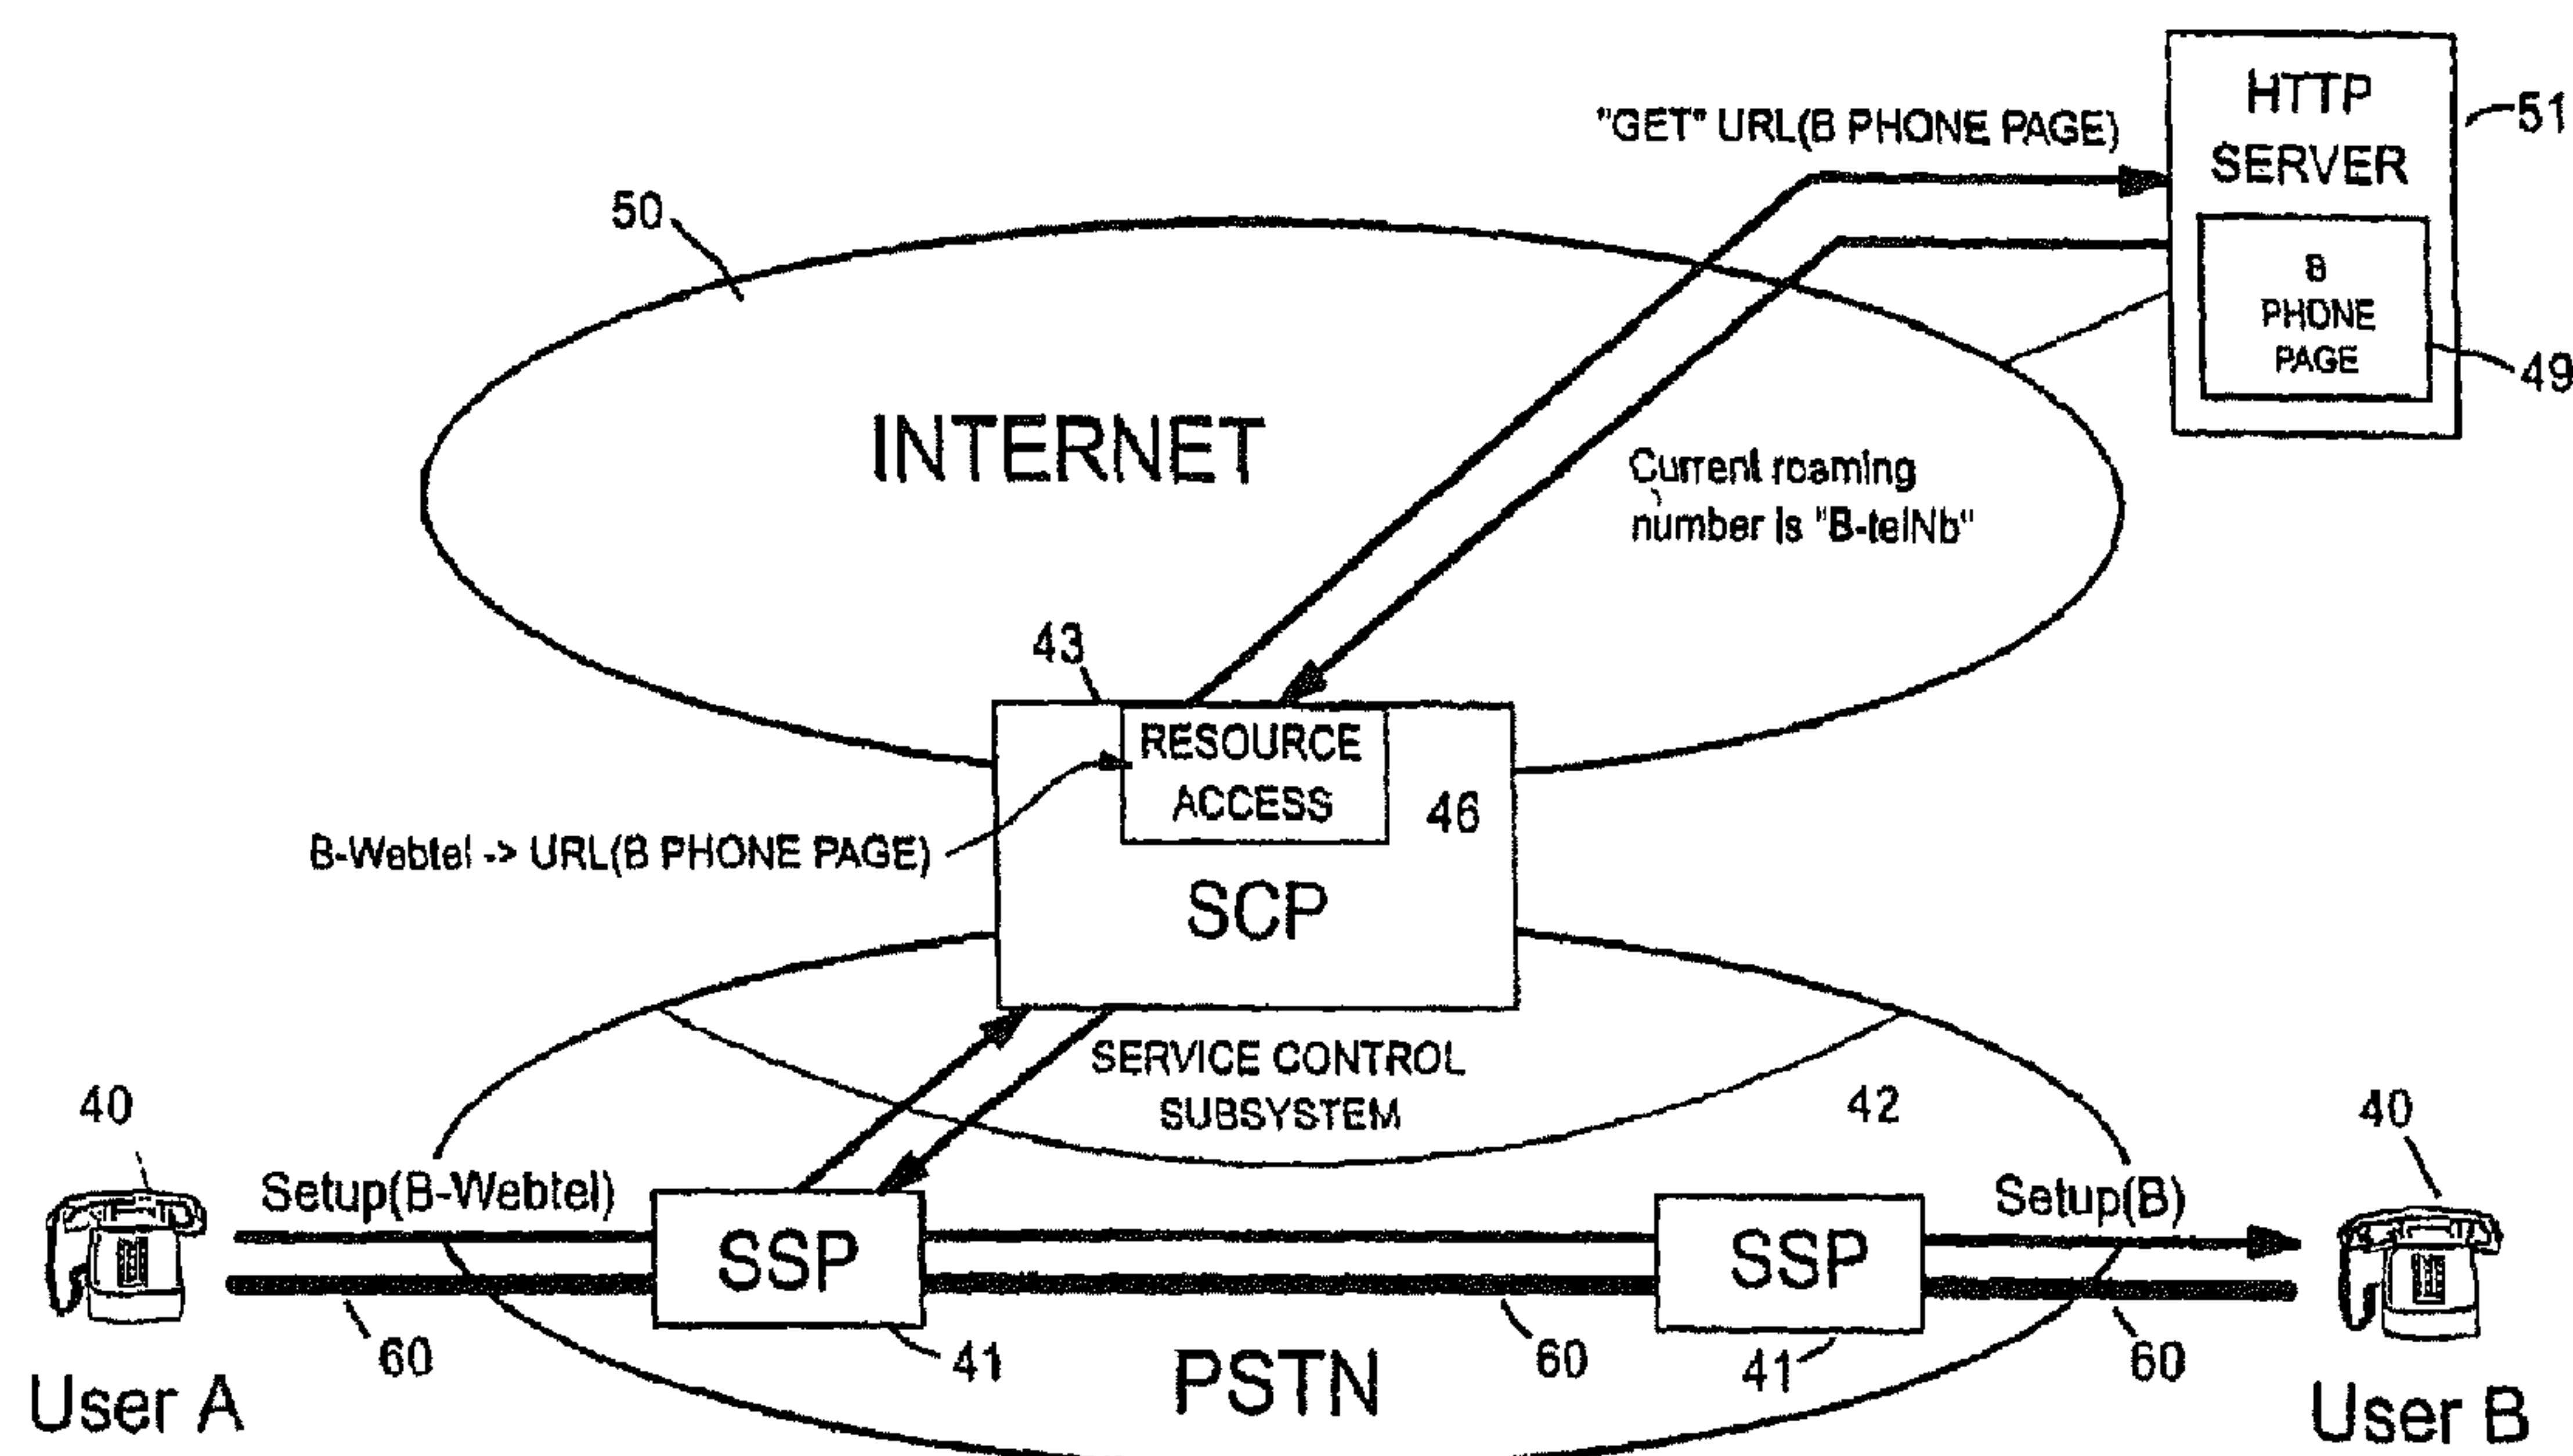 HTTP
SERVER
51
"GET" URL(B PHONE PAGE)
50
B
PHONE
PAGE
49
INTERNET
Current roaming
number is "B-telNb"
43
RESOURCE
ACCESS
46
B-Webtel -> URL(B PHONE PAGE)
SCP
SERVICE CONTROL
SUBSYSTEM
42
40
40
Setup(B-Webtel)
Setup(B)
SSP
SSP
60
41
60
41
60
PSTN
User A
User B